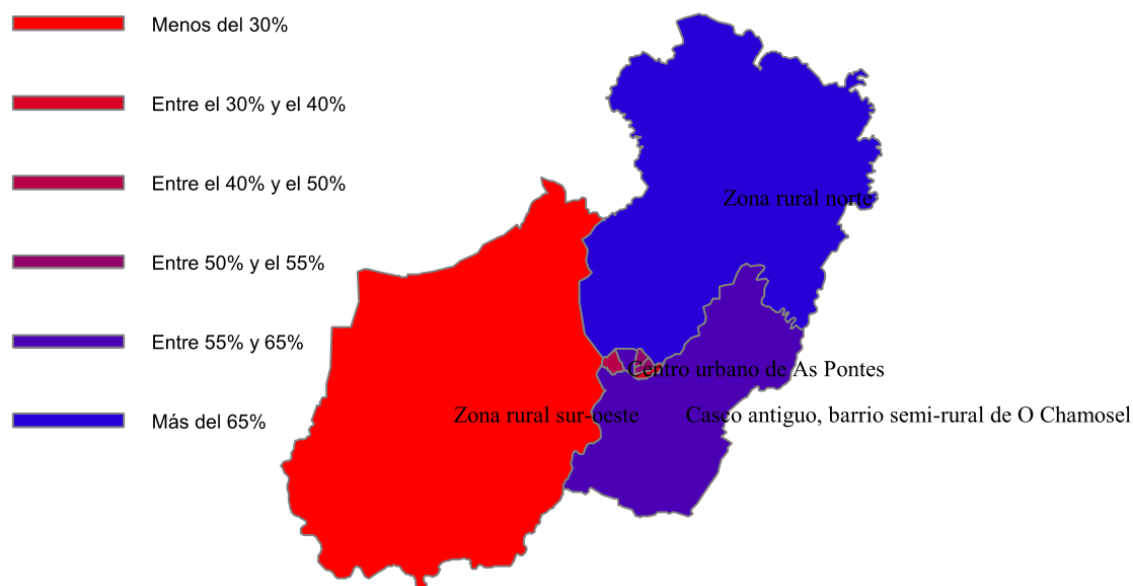 Menos del 30%
Entre el 30% y el 40%
Entre el 40% y el 50%
Entre 50% y el 55%
Entre 55% y 65%
Más del 65%
Zona rural norte
Centro urbano de As Pontes
Zona rural sur-oeste
Casco antiguo, barrio semi-rural de O Chamosel